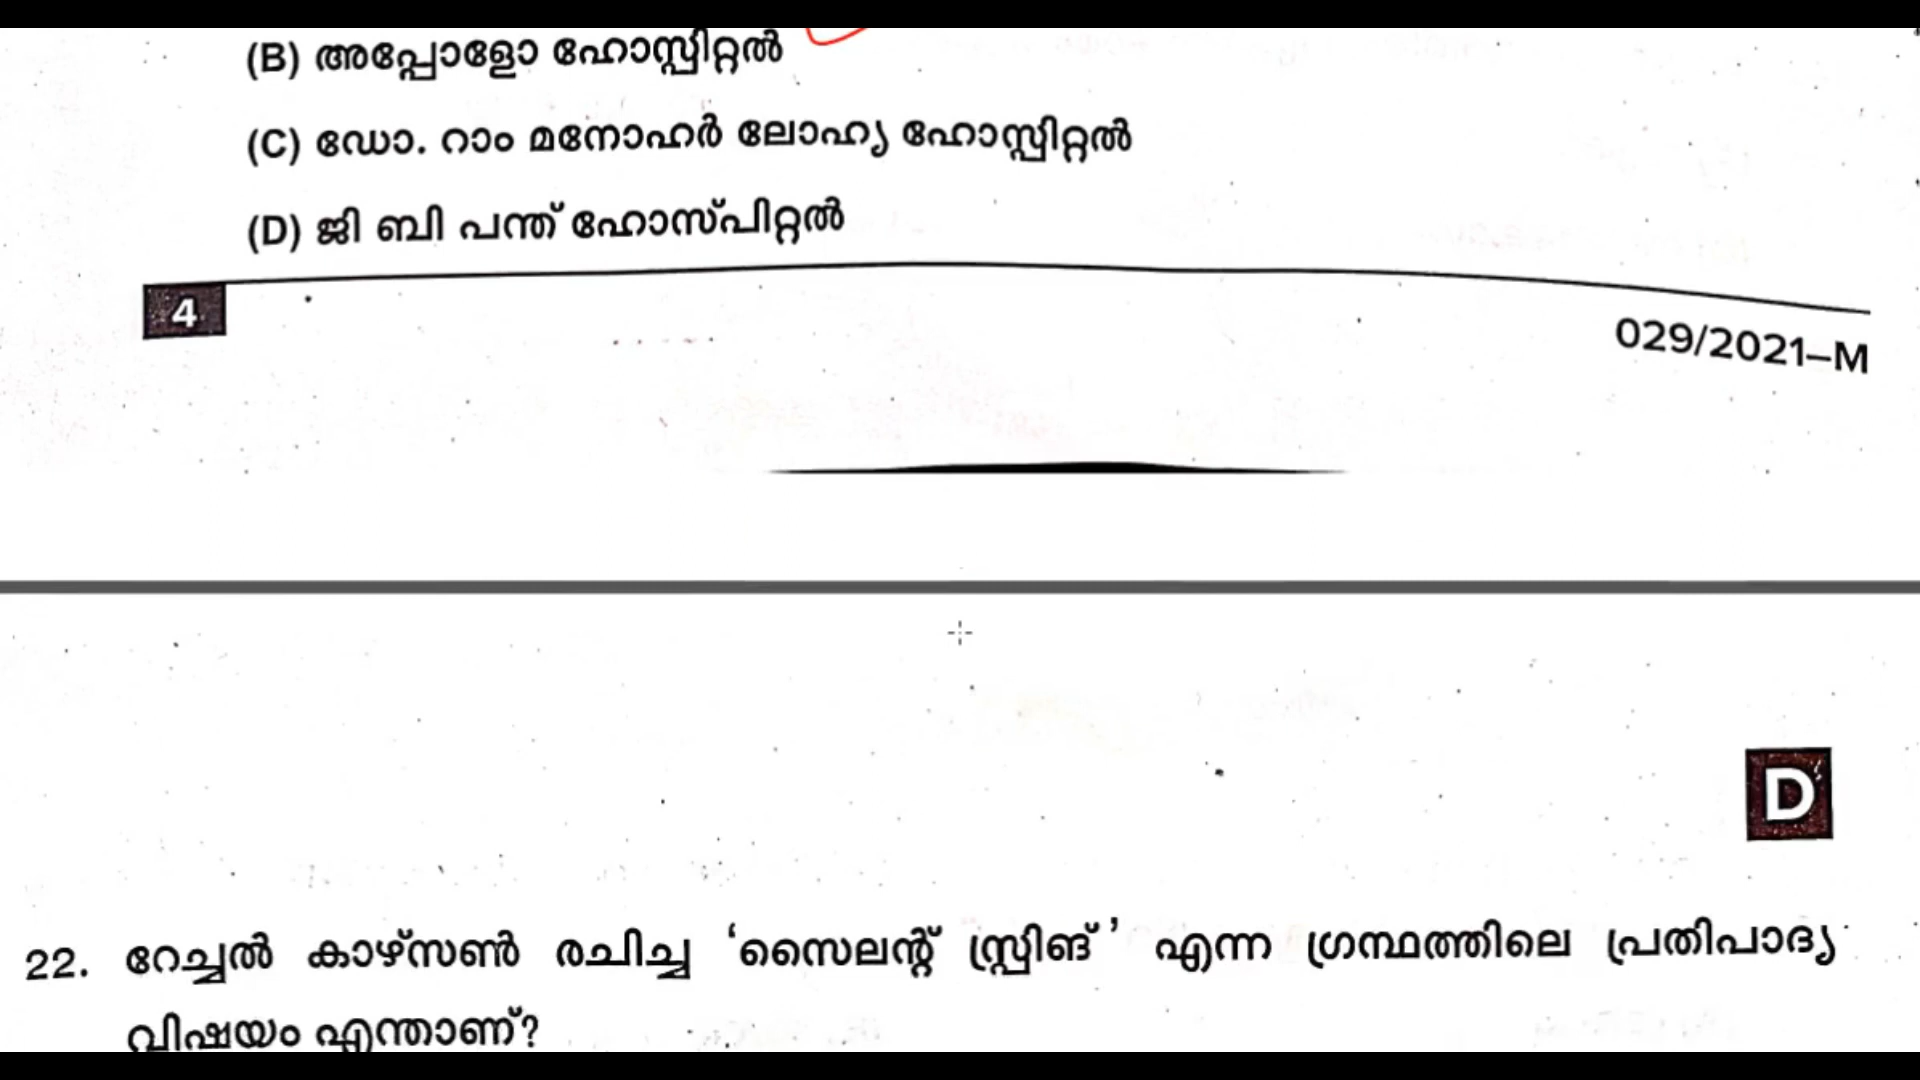 (B) അപ്പോളോ ഹോസ്പിറ്റൽ
(C) ഡോ. റാം മനോഹർ ലോഹ്യ ഹോസ്പിറ്റൽ
(D) ജി ബി പന്ത് ഹോസ്പിറ്റൽ
4
029/2021–M
D
22. റേച്ചൽ കാഴ്സൺ രചിച്ച ‘സൈലന്റ് സ്പ്രിങ്’ എന്ന ഗ്രന്ഥത്തിലെ പ്രതിപാദ്യ
വിഷയം എന്താണ്?